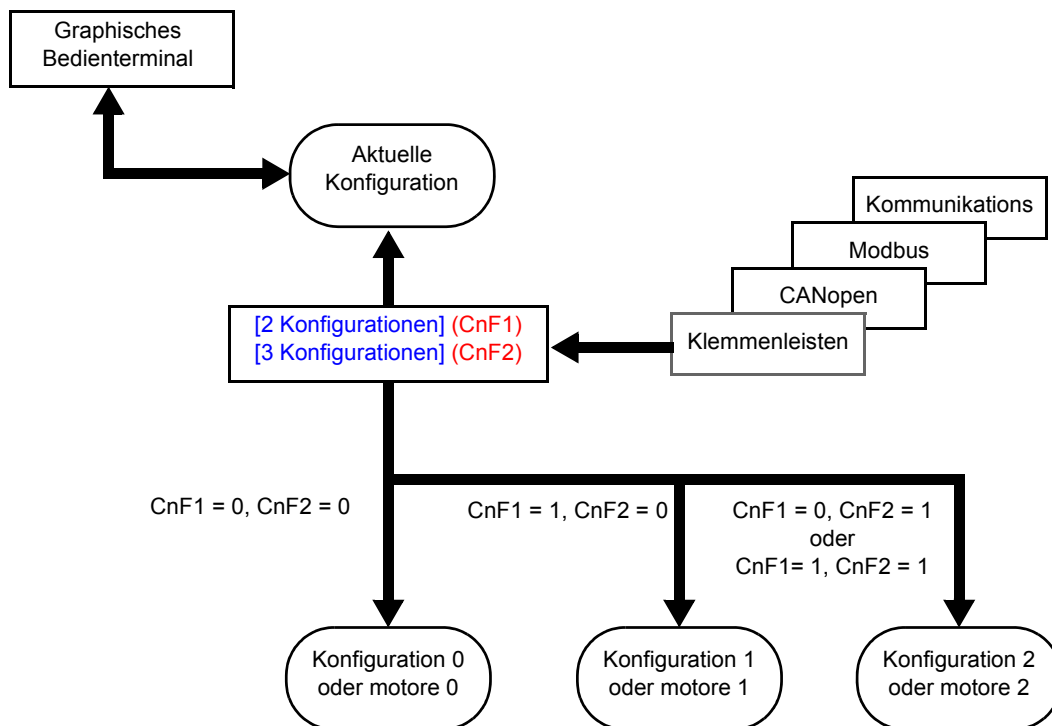 Graphisches
Bedienterminal
Aktuelle
Konfiguration
Kommunikations
Modbus
CANopen
Klemmenleisten
[2 Konfigurationen] (CnF1)
[3 Konfigurationen] (CnF2)
CnF1 = 0, CnF2 = 0
CnF1 = 1, CnF2 = 0
CnF1 = 0, CnF2 = 1
oder
CnF1= 1, CnF2 = 1
Konfiguration 0
oder motore 0
Konfiguration 1
oder motore 1
Konfiguration 2
oder motore 2